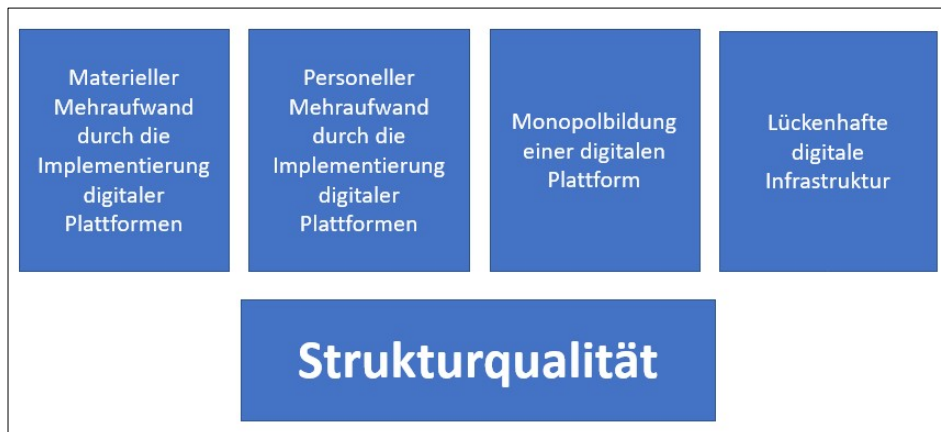 Materieller
Mehraufwand
durch die
Implementierung
digitaler
Plattformen
Personeller
Mehraufwand
durch die
Implementierung
digitaler
Plattformen
Monopolbildung
einer digitalen
Plattform
Lückenhafte
digitale
Infrastruktur
Strukturqualität